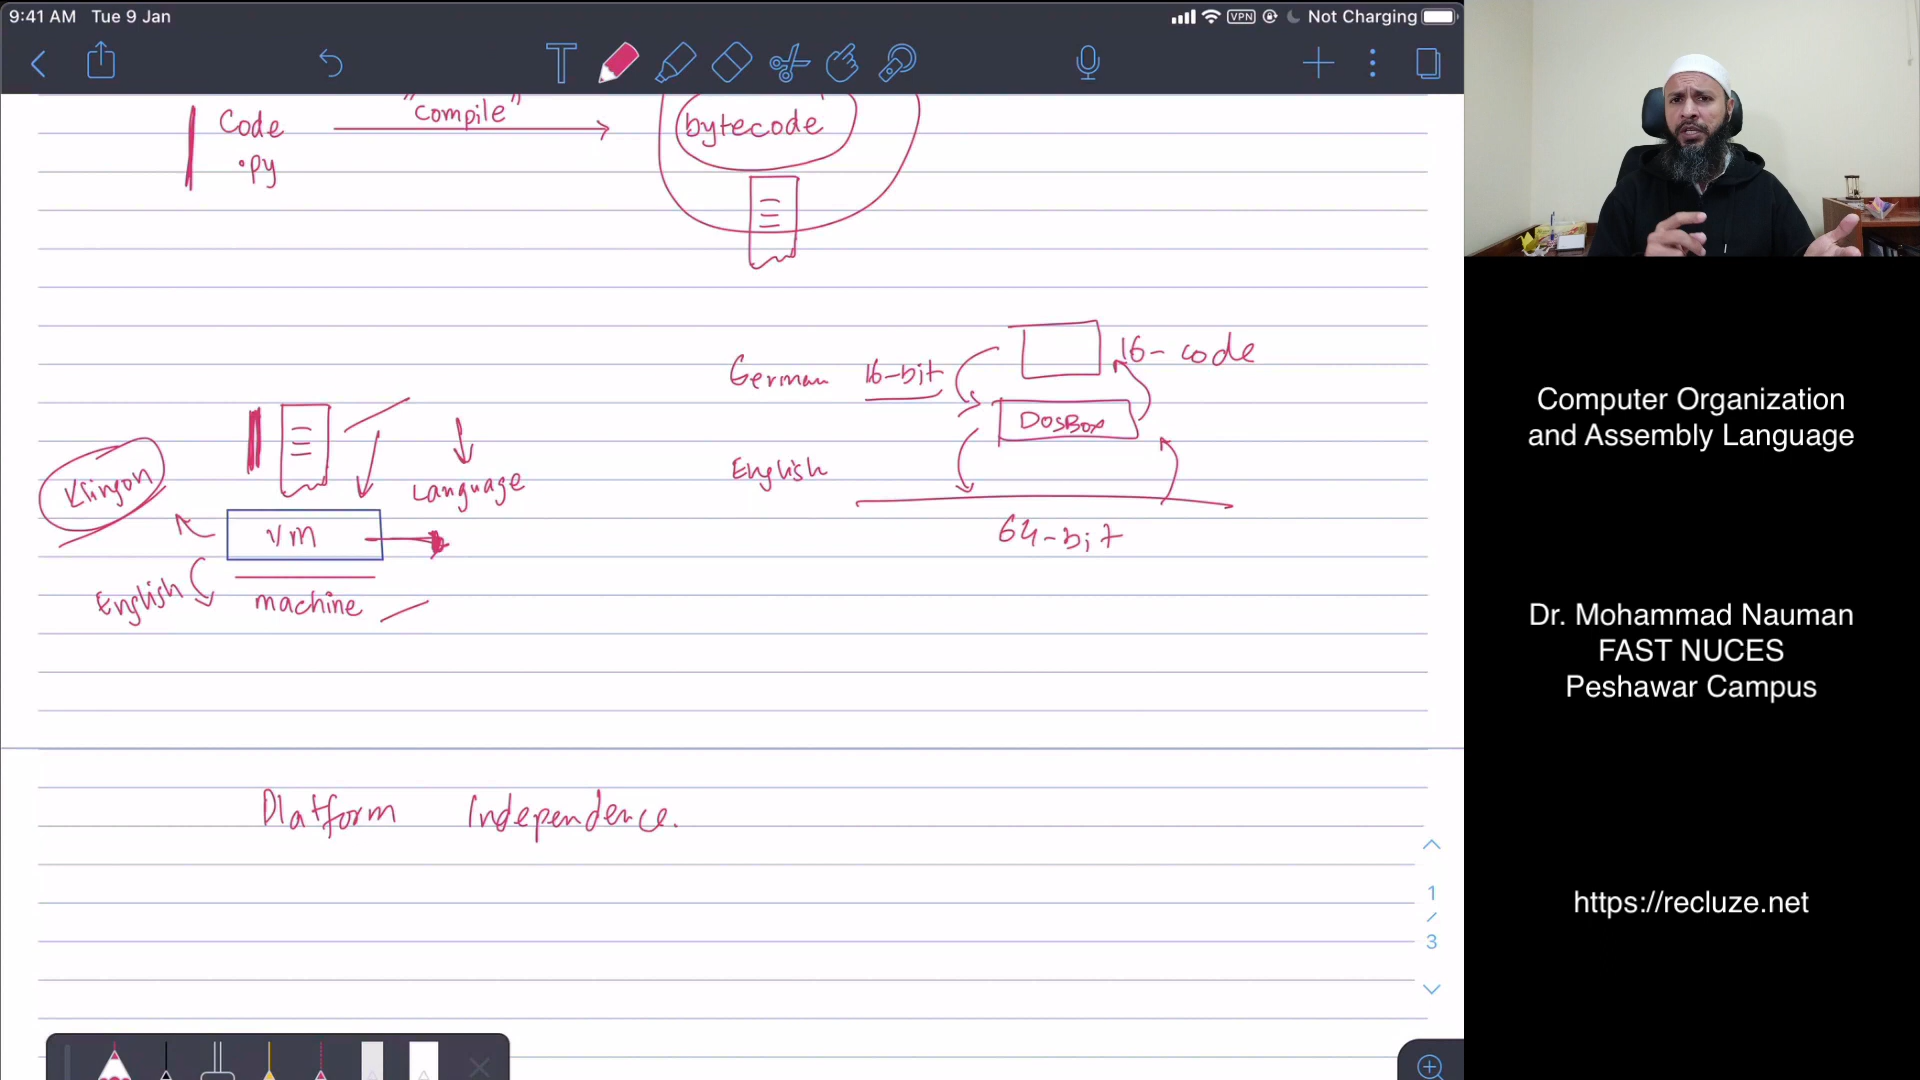 9:41 AM Tue 9 Jan
VPN Not Charging
"compile"
Code
.py
bytecode
German 16-bit 16-code
DOSBox
English
64-bit
Klingon
Language
VM
English
machine
Platform Independence.
1
/
3
Computer Organization
and Assembly Language
Dr. Mohammad Nauman
FAST NUCES
Peshawar Campus
https://recluze.net